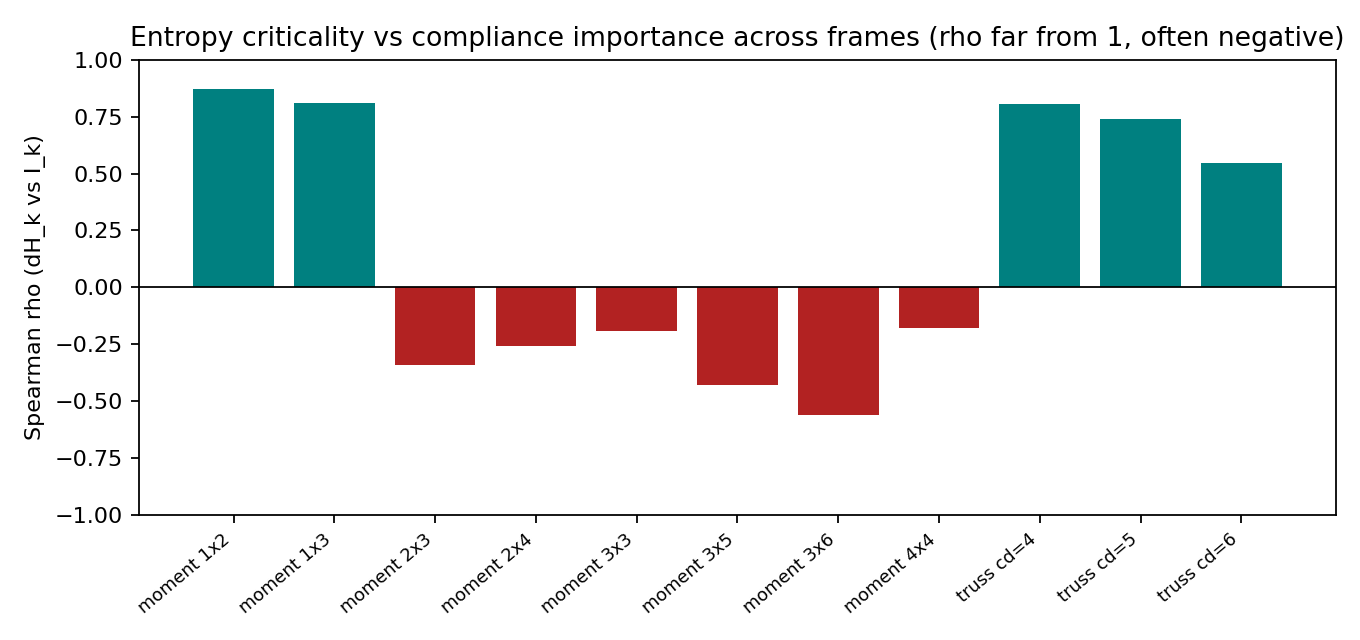 Entropy criticality vs compliance importance across frames (rho far from 1, often negative)
Spearman rho (dH_k vs I_k)
1.00
0.75
0.50
0.25
0.00
−0.25
−0.50
−0.75
−1.00
moment 1x2
moment 1x3
moment 2x3
moment 2x4
moment 3x3
moment 3x5
moment 3x6
moment 4x4
truss cd=4
truss cd=5
truss cd=6